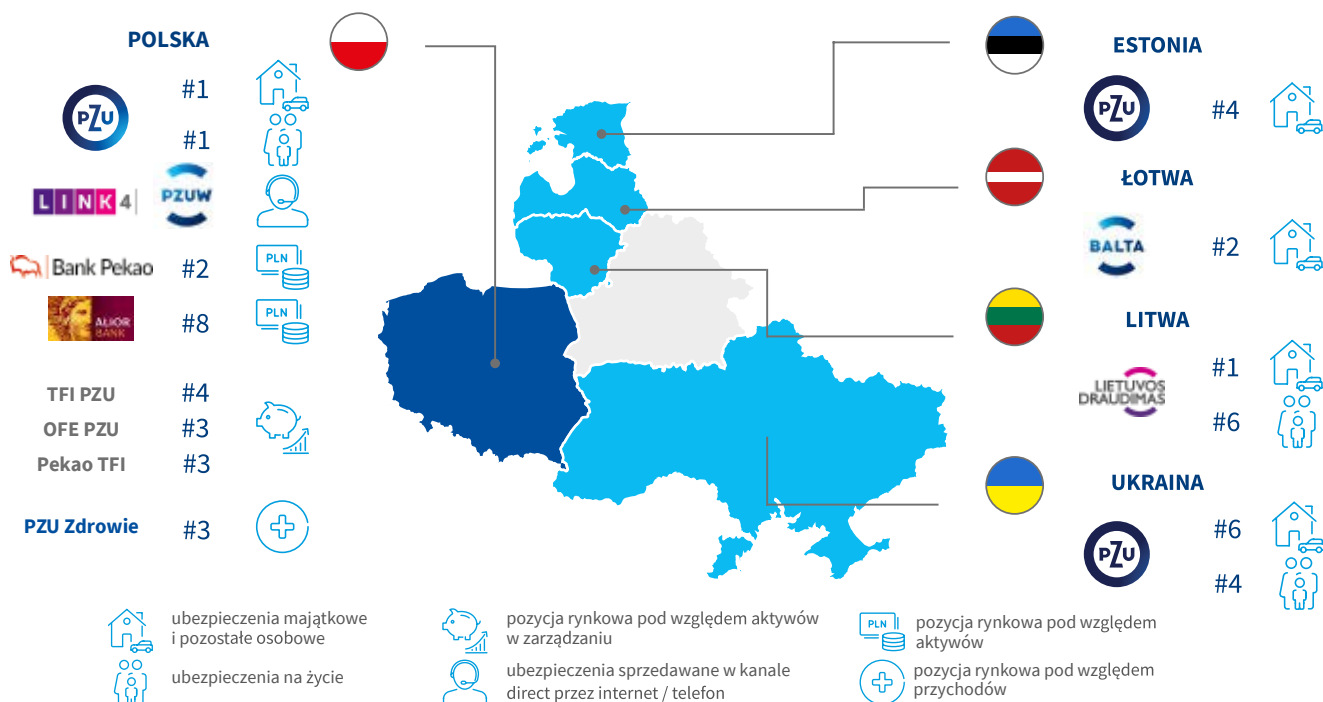 POLSKA
PZU
#1
#1
LINK4
PZUW
Bank Pekao
#2
PLN
ALIOR
BANK
#8
PLN
TFI PZU
#4
OFE PZU
#3
Pekao TFI
#3
PZU Zdrowie
#3
ESTONIA
PZU
#4
ŁOTWA
BALTA
#2
LITWA
LIETUVOS
DRAUDIMAS
#1
#6
UKRAINA
PZU
#6
#4
ubezpieczenia majątkowe
i pozostałe osobowe
ubezpieczenia na życie
pozycja rynkowa pod względem aktywów
w zarządzaniu
ubezpieczenia sprzedawane w kanale
direct przez internet / telefon
PLN
pozycja rynkowa pod względem
aktywów
pozycja rynkowa pod względem
przychodów